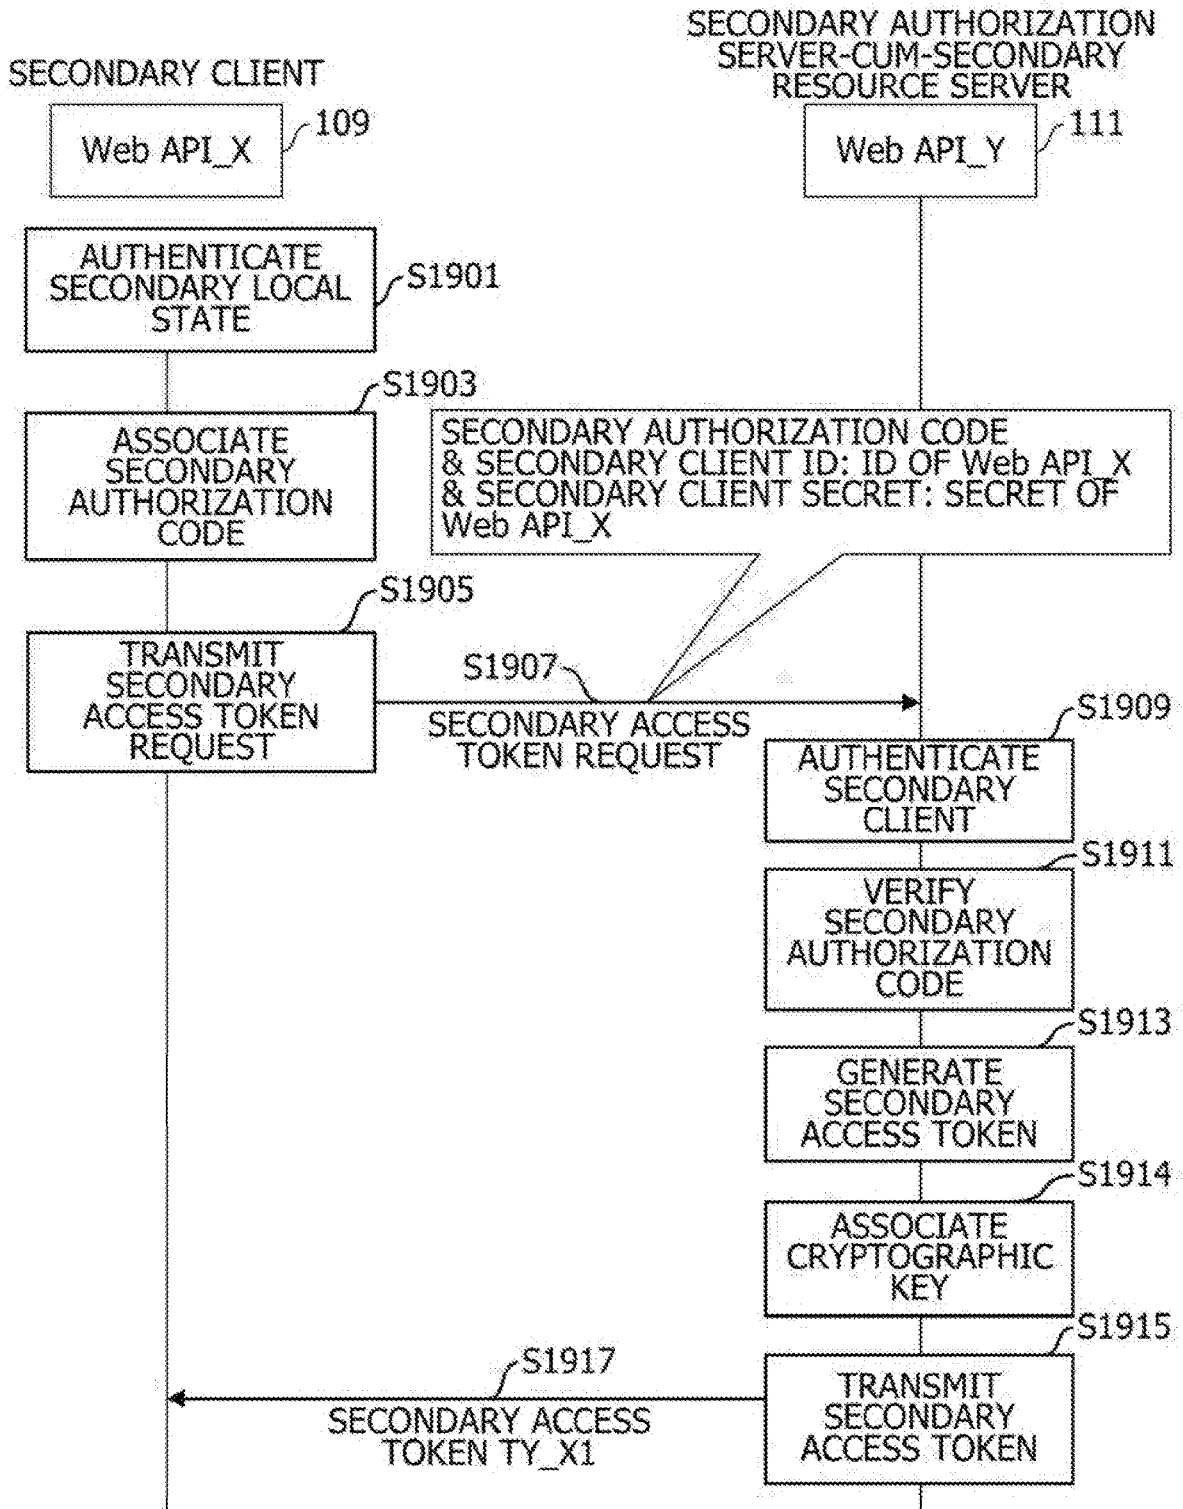 SECONDARY CLIENT
Web API_X
109
SECONDARY AUTHORIZATION
SERVER-CUM-SECONDARY
RESOURCE SERVER
Web API_Y
111
AUTHENTICATE
SECONDARY LOCAL
STATE
S1901
S1903
ASSOCIATE
SECONDARY
AUTHORIZATION
CODE
SECONDARY AUTHORIZATION CODE
& SECONDARY CLIENT ID: ID OF Web API_X
& SECONDARY CLIENT SECRET: SECRET OF
Web API_X
S1905
TRANSMIT
SECONDARY
ACCESS TOKEN
REQUEST
S1907
SECONDARY ACCESS
TOKEN REQUEST
S1909
AUTHENTICATE
SECONDARY
CLIENT
S1911
VERIFY
SECONDARY
AUTHORIZATION
CODE
S1913
GENERATE
SECONDARY
ACCESS TOKEN
S1914
ASSOCIATE
CRYPTOGRAPHIC
KEY
S1915
TRANSMIT
SECONDARY
ACCESS TOKEN
S1917
SECONDARY ACCESS
TOKEN TY_X1